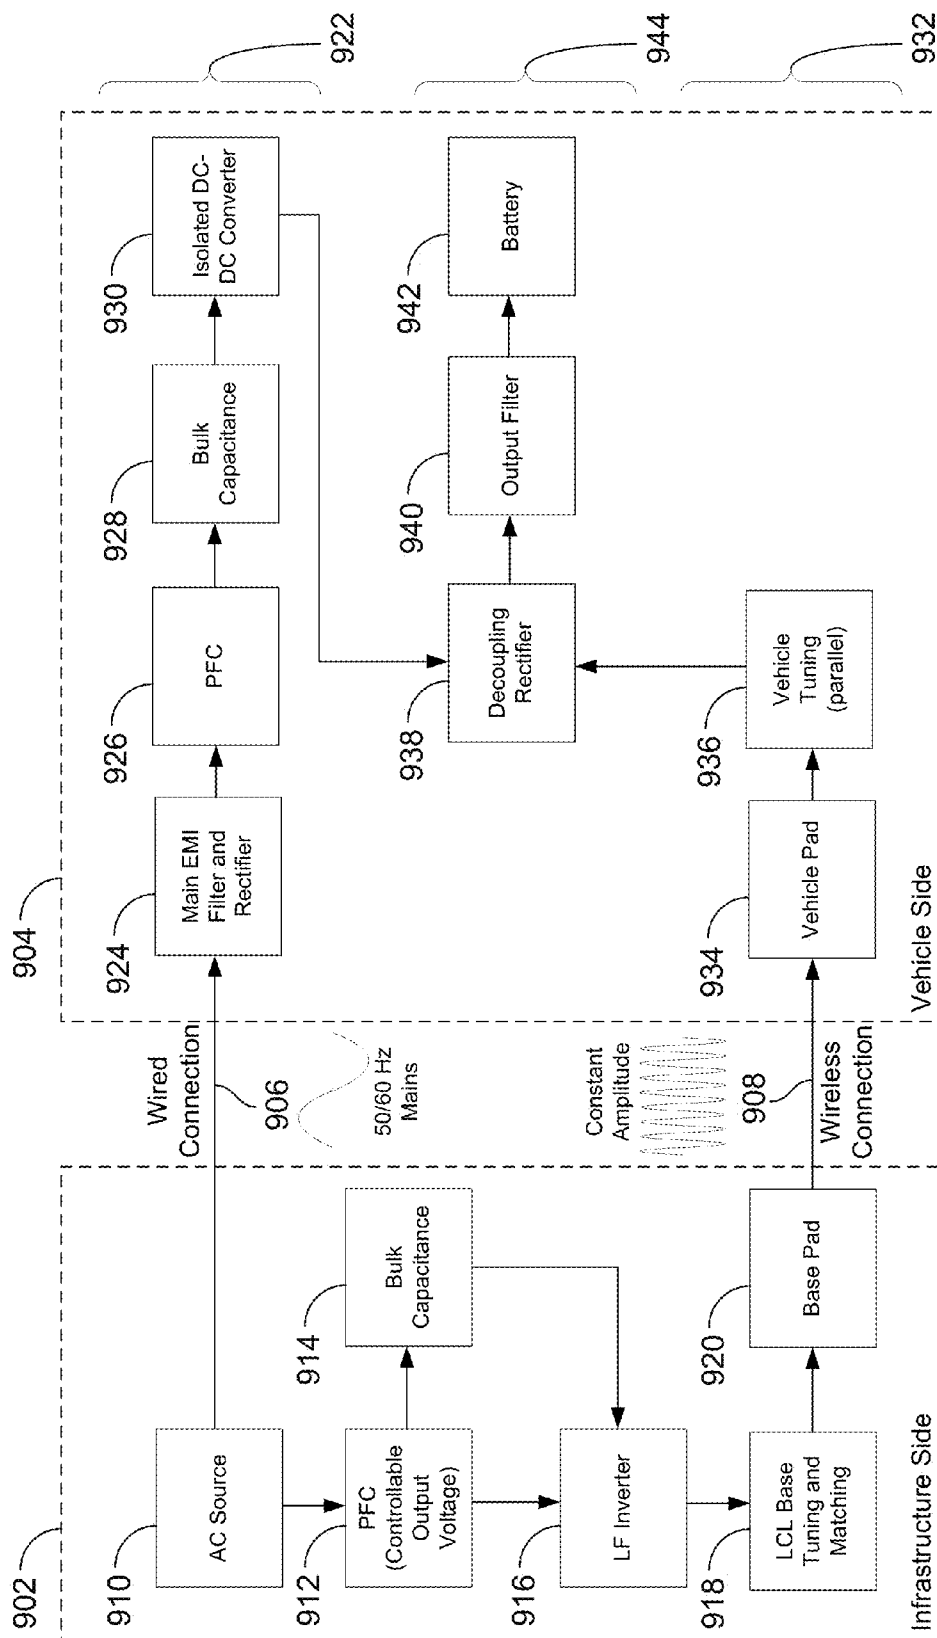 902
910
AC Source
912
PFC
(Controllable
Output
Voltage)
914
Bulk
Capacitance
916
LF Inverter
918
LCL Base
Tuning and
Matching
920
Base Pad
Infrastructure Side
Wired
Connection
906
50/60 Hz
Mains
Constant
Amplitude
908
Wireless
Connection
904
924
Main EMI
Filter and
Rectifier
926
PFC
928
Bulk
Capacitance
930
Isolated DC-
DC Converter
922
938
Decoupling
Rectifier
940
Output Filter
942
Battery
944
934
Vehicle Pad
936
Vehicle
Tuning
(parallel)
932
Vehicle Side